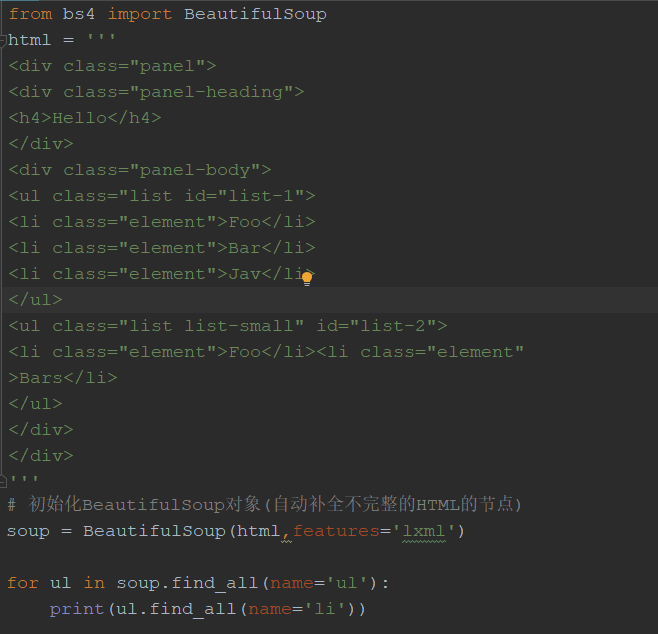 from bs4 import BeautifulSoup
html = '''
<div class="panel">
<div class="panel-heading">
<h4>Hello</h4>
</div>
<div class="panel-body">
<ul class="list id="list-1">
<li class="element">Foo</li>
<li class="element">Bar</li>
<li class="element">Jav</li>
</ul>
<ul class="list list-small" id="list-2">
<li class="element">Foo</li><li class="element"
>Bars</li>
</ul>
</div>
</div>
'''
# 初始化BeautifulSoup对象(自动补全不完整的HTML的节点)
soup = BeautifulSoup(html,features='lxml')
for ul in soup.find_all(name='ul'):
    print(ul.find_all(name='li'))